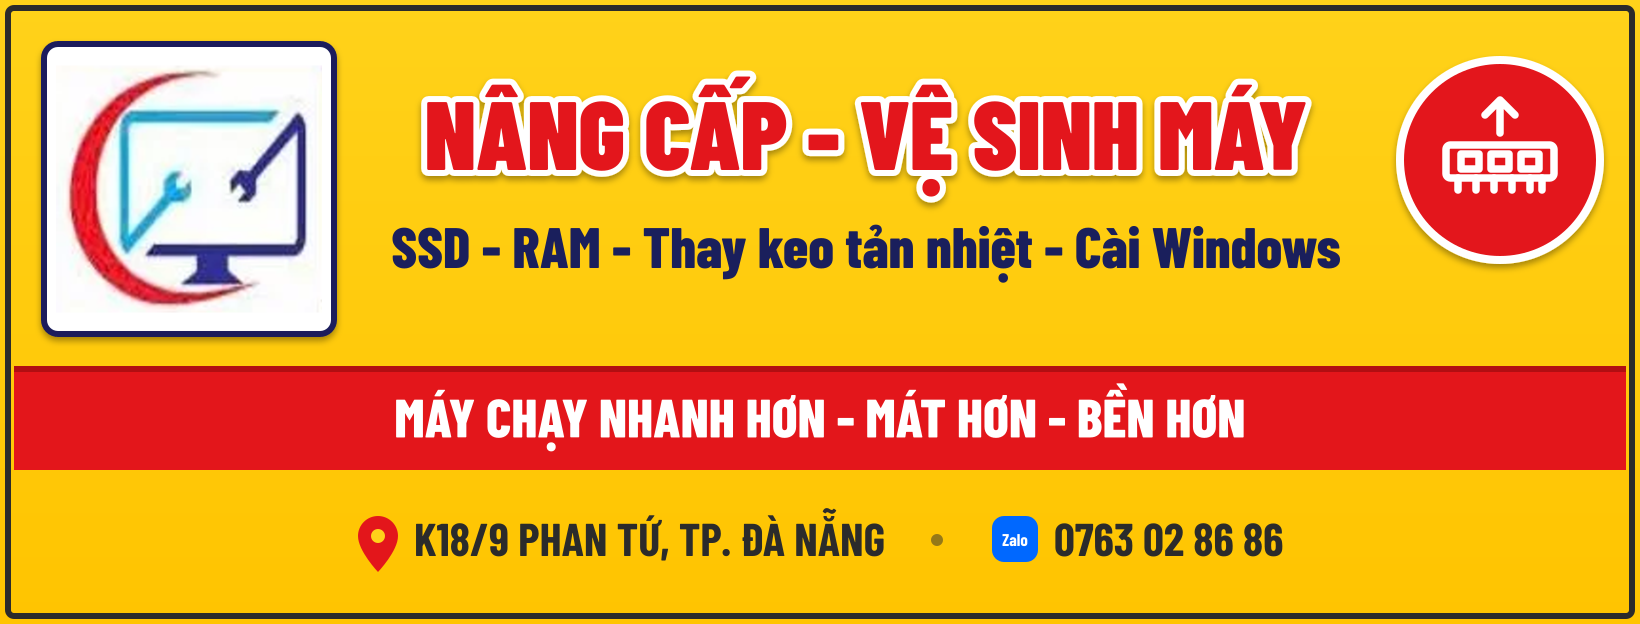 NÂNG CẤP - VỆ SINH MÁY
SSD - RAM - Thay keo tản nhiệt - Cài Windows
MÁY CHẠY NHANH HƠN - MÁT HƠN - BỀN HƠN
K18/9 PHAN TỨ, TP. ĐÀ NẴNG • Zalo 0763 02 86 86